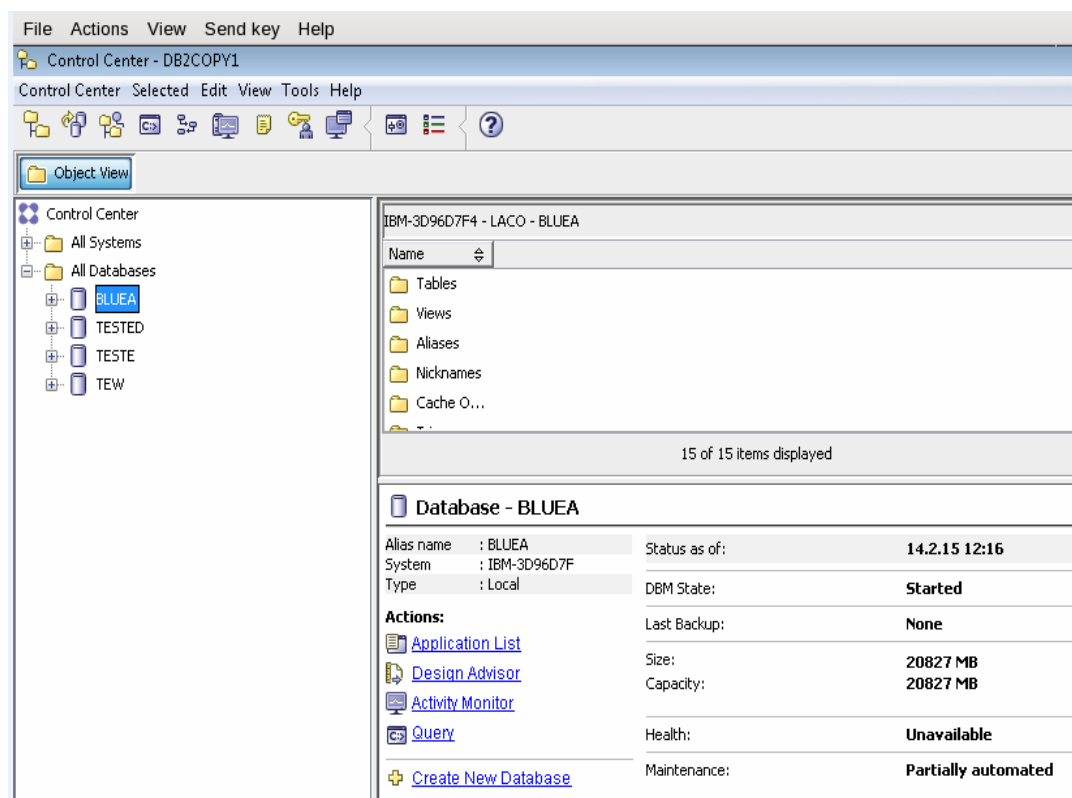 File Actions View Send key Help
Control Center - DB2COPY1
Control Center Selected Edit View Tools Help
Object View
Control Center
All Systems
All Databases
BLUEA
TESTED
TESTE
TEW
IBM-3D96D7F4 - LACO - BLUEA
Name
Tables
Views
Aliases
Nicknames
Cache O...
15 of 15 items displayed
Database - BLUEA
Alias name : BLUEA
System : IBM-3D96D7F
Type : Local
Actions:
Application List
Design Advisor
Activity Monitor
Query
Create New Database
Status as of: 14.2.15 12:16
DBM State: Started
Last Backup: None
Size: 20827 MB
Capacity: 20827 MB
Health: Unavailable
Maintenance: Partially automated